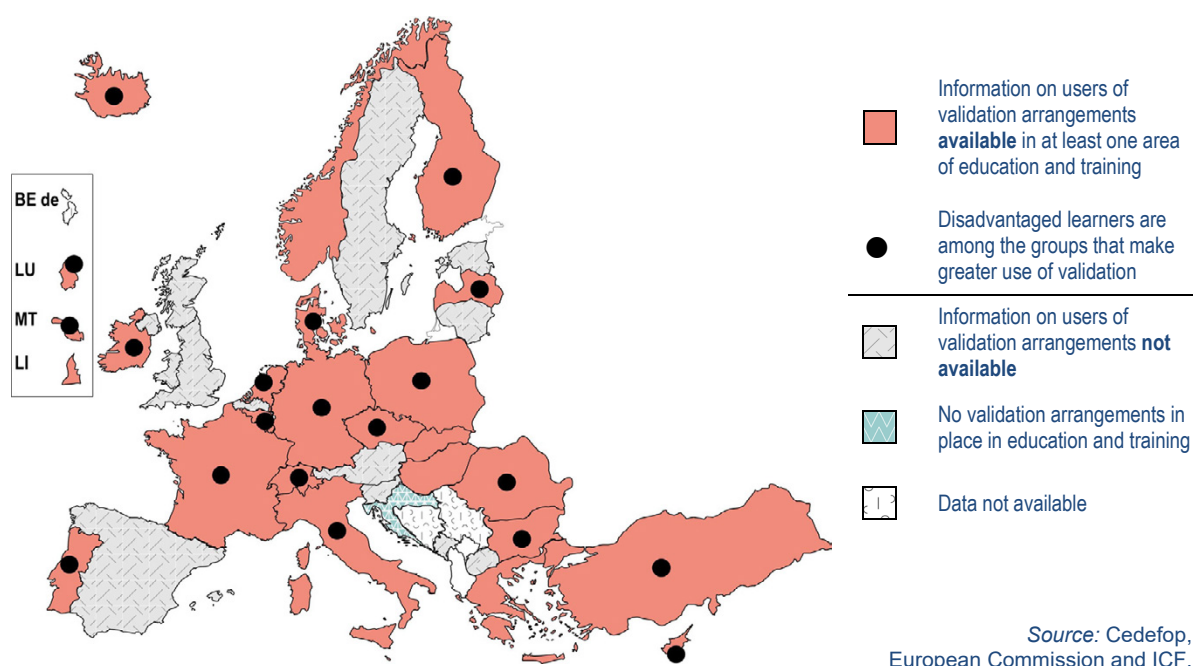 BE de
LU
MT
LI
Information on users of
validation arrangements
available in at least one area
of education and training
Disadvantaged learners are
among the groups that make
greater use of validation
Information on users of
validation arrangements not
available
No validation arrangements in
place in education and training
Data not available
Source: Cedefop,
European Commission and ICF.